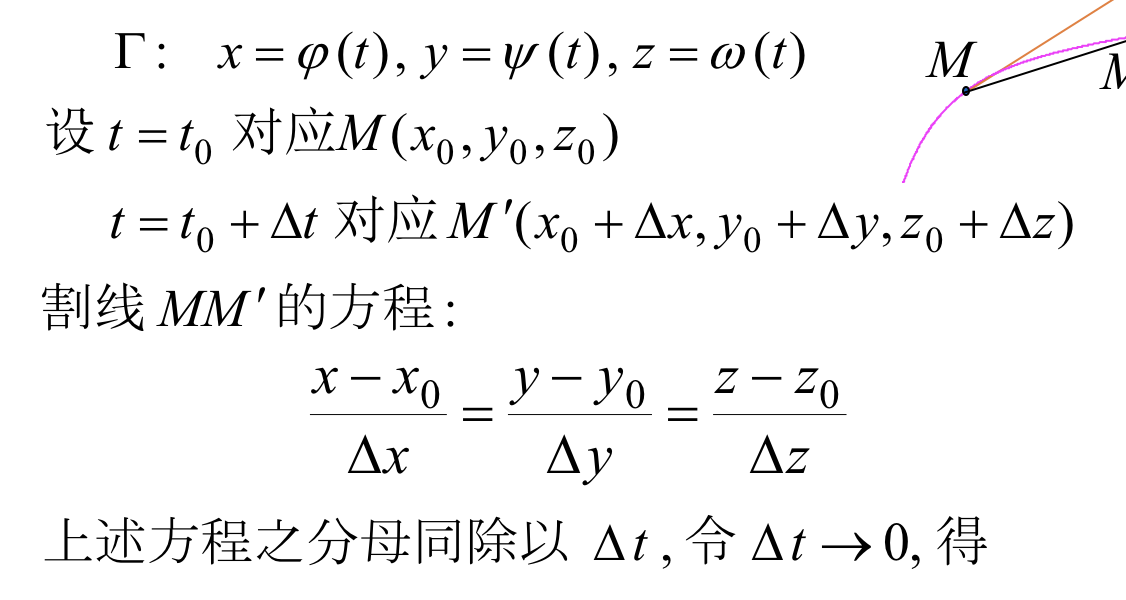 Γ: x = φ(t), y = ψ(t), z = ω(t)
M
M
设 t = t₀ 对应M(x₀, y₀, z₀)
t = t₀ + Δt 对应 M′(x₀ + Δx, y₀ + Δy, z₀ + Δz)
割线 MM′ 的方程:
(x − x₀)/Δx = (y − y₀)/Δy = (z − z₀)/Δz
上述方程之分母同除以 Δt, 令 Δt → 0, 得